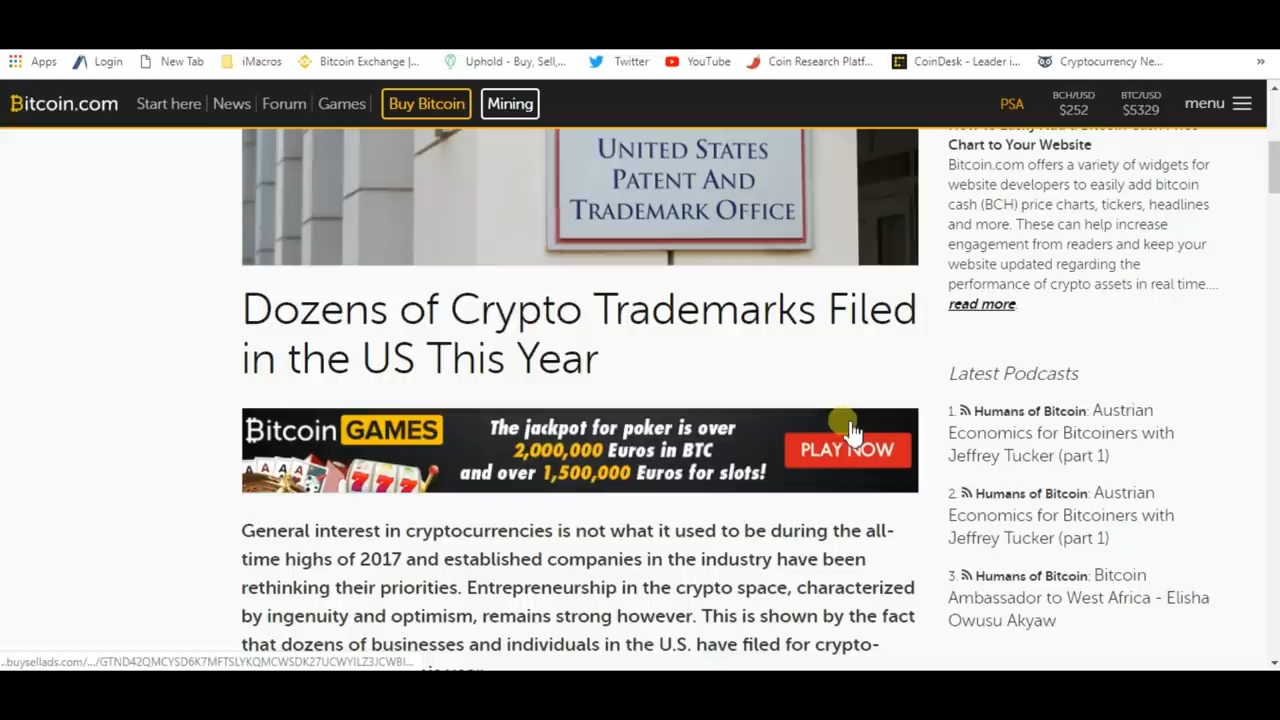 Apps
Login
New Tab
iMacros
Bitcoin Exchange |...
Uphold - Buy, Sell,...
Twitter
YouTube
Coin Research Platf...
CoinDesk - Leader i...
Cryptocurrency Ne...
»
Bitcoin.com
Start here
News
Forum
Games
Buy Bitcoin
Mining
PSA
BCH/USD
$252
BTC/USD
$5329
menu
UNITED STATES
PATENT AND
TRADEMARK OFFICE
Dozens of Crypto Trademarks Filed
in the US This Year
Bitcoin GAMES
The jackpot for poker is over
2,000,000 Euros in BTC
and over 1,500,000 Euros for slots!
PLAY NOW
General interest in cryptocurrencies is not what it used to be during the all-
time highs of 2017 and established companies in the industry have been
rethinking their priorities. Entrepreneurship in the crypto space, characterized
by ingenuity and optimism, remains strong however. This is shown by the fact
that dozens of businesses and individuals in the U.S. have filed for crypto-
Chart to Your Website
Bitcoin.com offers a variety of widgets for
website developers to easily add bitcoin
cash (BCH) price charts, tickers, headlines
and more. These can help increase
engagement from readers and keep your
website updated regarding the
performance of crypto assets in real time....
read more.
Latest Podcasts
1. Humans of Bitcoin: Austrian
Economics for Bitcoiners with
Jeffrey Tucker (part 1)
2. Humans of Bitcoin: Austrian
Economics for Bitcoiners with
Jeffrey Tucker (part 1)
3. Humans of Bitcoin: Bitcoin
Ambassador to West Africa - Elisha
Owusu Akyaw